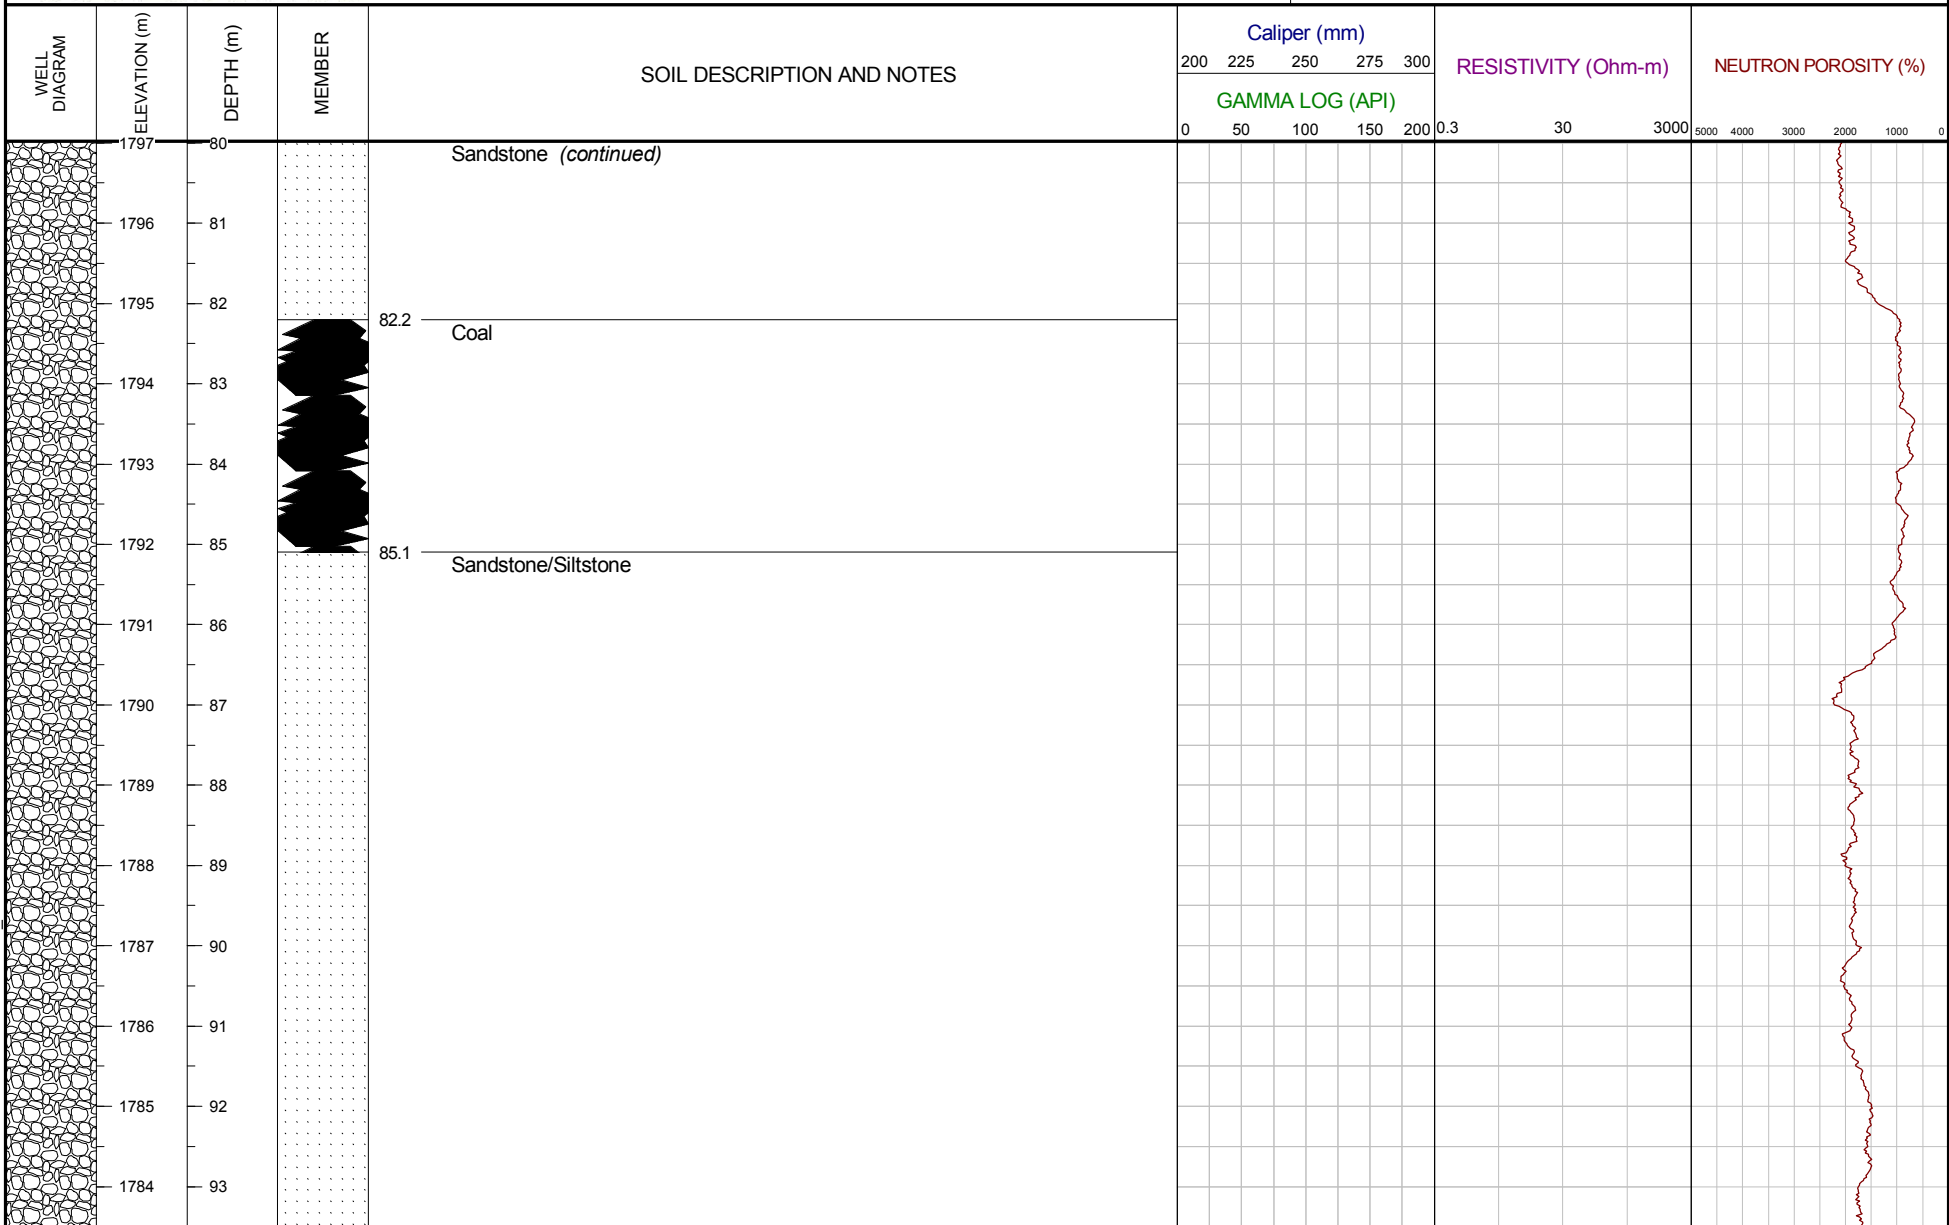 WELL
DIAGRAM
ELEVATION (m)
DEPTH (m)
MEMBER
SOIL DESCRIPTION AND NOTES
Caliper (mm)
200 225 250 275 300
GAMMA LOG (API)
0 50 100 150 200
RESISTIVITY (Ohm-m)
0.3 30 3000
NEUTRON POROSITY (%)
5000 4000 3000 2000 1000 0
1797 80
Sandstone (continued)
1796 81
1795 82
82.2
Coal
1794 83
1793 84
1792 85
85.1
Sandstone/Siltstone
1791 86
1790 87
1789 88
1788 89
1787 90
1786 91
1785 92
1784 93